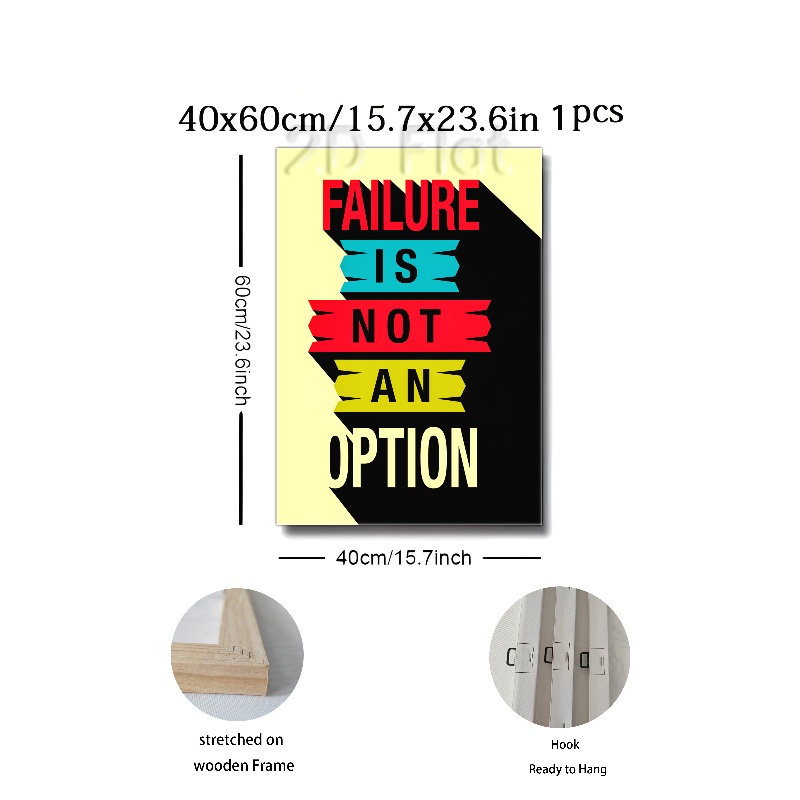 40x60cm/15.7x23.6in 1pcs
2D Flat
FAILURE
IS
NOT
AN
OPTION
60cm/23.6inch
40cm/15.7inch
stretched on
wooden Frame
Hook
Ready to Hang